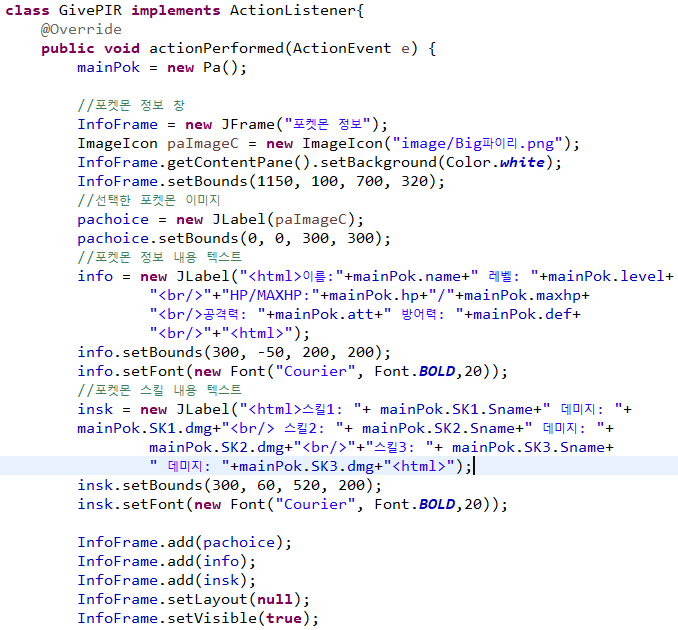 class GivePIR implements ActionListener{
@Override
public void actionPerformed(ActionEvent e) {
mainPok = new Pa();
//포켓몬 정보 창
InfoFrame = new JFrame("포켓몬 정보");
ImageIcon paImageC = new ImageIcon("image/Big파이리.png");
InfoFrame.getContentPane().setBackground(Color.white);
InfoFrame.setBounds(1150, 100, 700, 320);
//선택한 포켓몬 이미지
pachoice = new JLabel(paImageC);
pachoice.setBounds(0, 0, 300, 300);
//포켓몬 정보 내용 텍스트
info = new JLabel("<html>이름:"+mainPok.name+" 레벨: "+mainPok.level+
"<br/>"+"HP/MAXHP:"+mainPok.hp+"/"+mainPok.maxhp+
"<br/>공격력: "+mainPok.att+" 방어력: "+mainPok.def+
"<br/>"+"<html>");
info.setBounds(300, -50, 200, 200);
info.setFont(new Font("Courier", Font.BOLD,20));
//포켓몬 스킬 내용 텍스트
insk = new JLabel("<html>스킬1: "+ mainPok.SK1.Sname+" 데미지: "+
mainPok.SK1.dmg+"<br/> 스킬2: "+ mainPok.SK2.Sname+" 데미지: "+
mainPok.SK2.dmg+"<br/>"+"스킬3: "+ mainPok.SK3.Sname+
" 데미지: "+mainPok.SK3.dmg+"<html>");
insk.setBounds(300, 60, 520, 200);
insk.setFont(new Font("Courier", Font.BOLD,20));
InfoFrame.add(pachoice);
InfoFrame.add(info);
InfoFrame.add(insk);
InfoFrame.setLayout(null);
InfoFrame.setVisible(true);